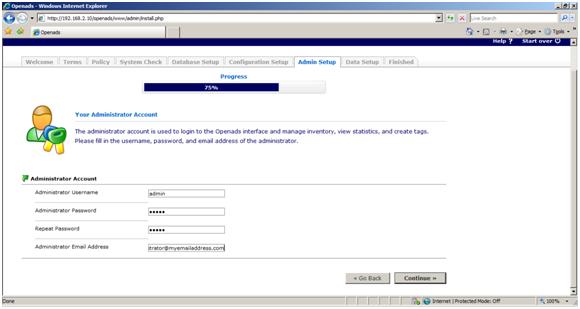 Openads - Windows Internet Explorer
http://192.168.2.10/openads/www/admin/install.php
Live Search
Openads
Page Tools
Help ? Start over
Welcome Terms Policy System Check Database Setup Configuration Setup Admin Setup Data Setup Finished
Progress
75%
Your Administrator Account
The administrator account is used to login to the Openads interface and manage inventory, view statistics, and create tags.
Please fill in the username, password, and email address of the administrator.
Administrator Account
Administrator Username admin
Administrator Password •••••
Repeat Password •••••
Administrator Email Address strator@myemailaddress.com
« Go Back Continue »
Done Internet | Protected Mode: Off 100%